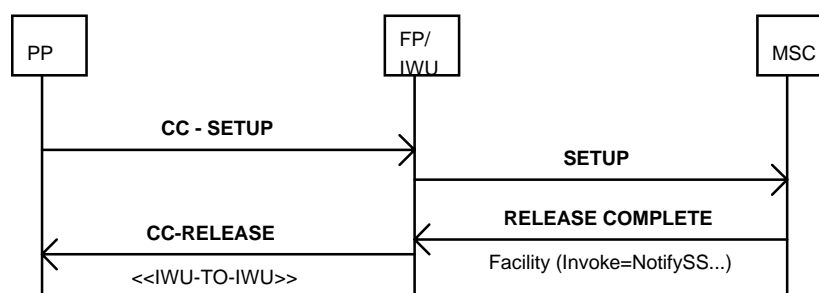 PP
FP/
IWU
MSC
CC - SETUP
SETUP
RELEASE COMPLETE
CC-RELEASE
Facility (Invoke=NotifySS...)
<<IWU-TO-IWU>>